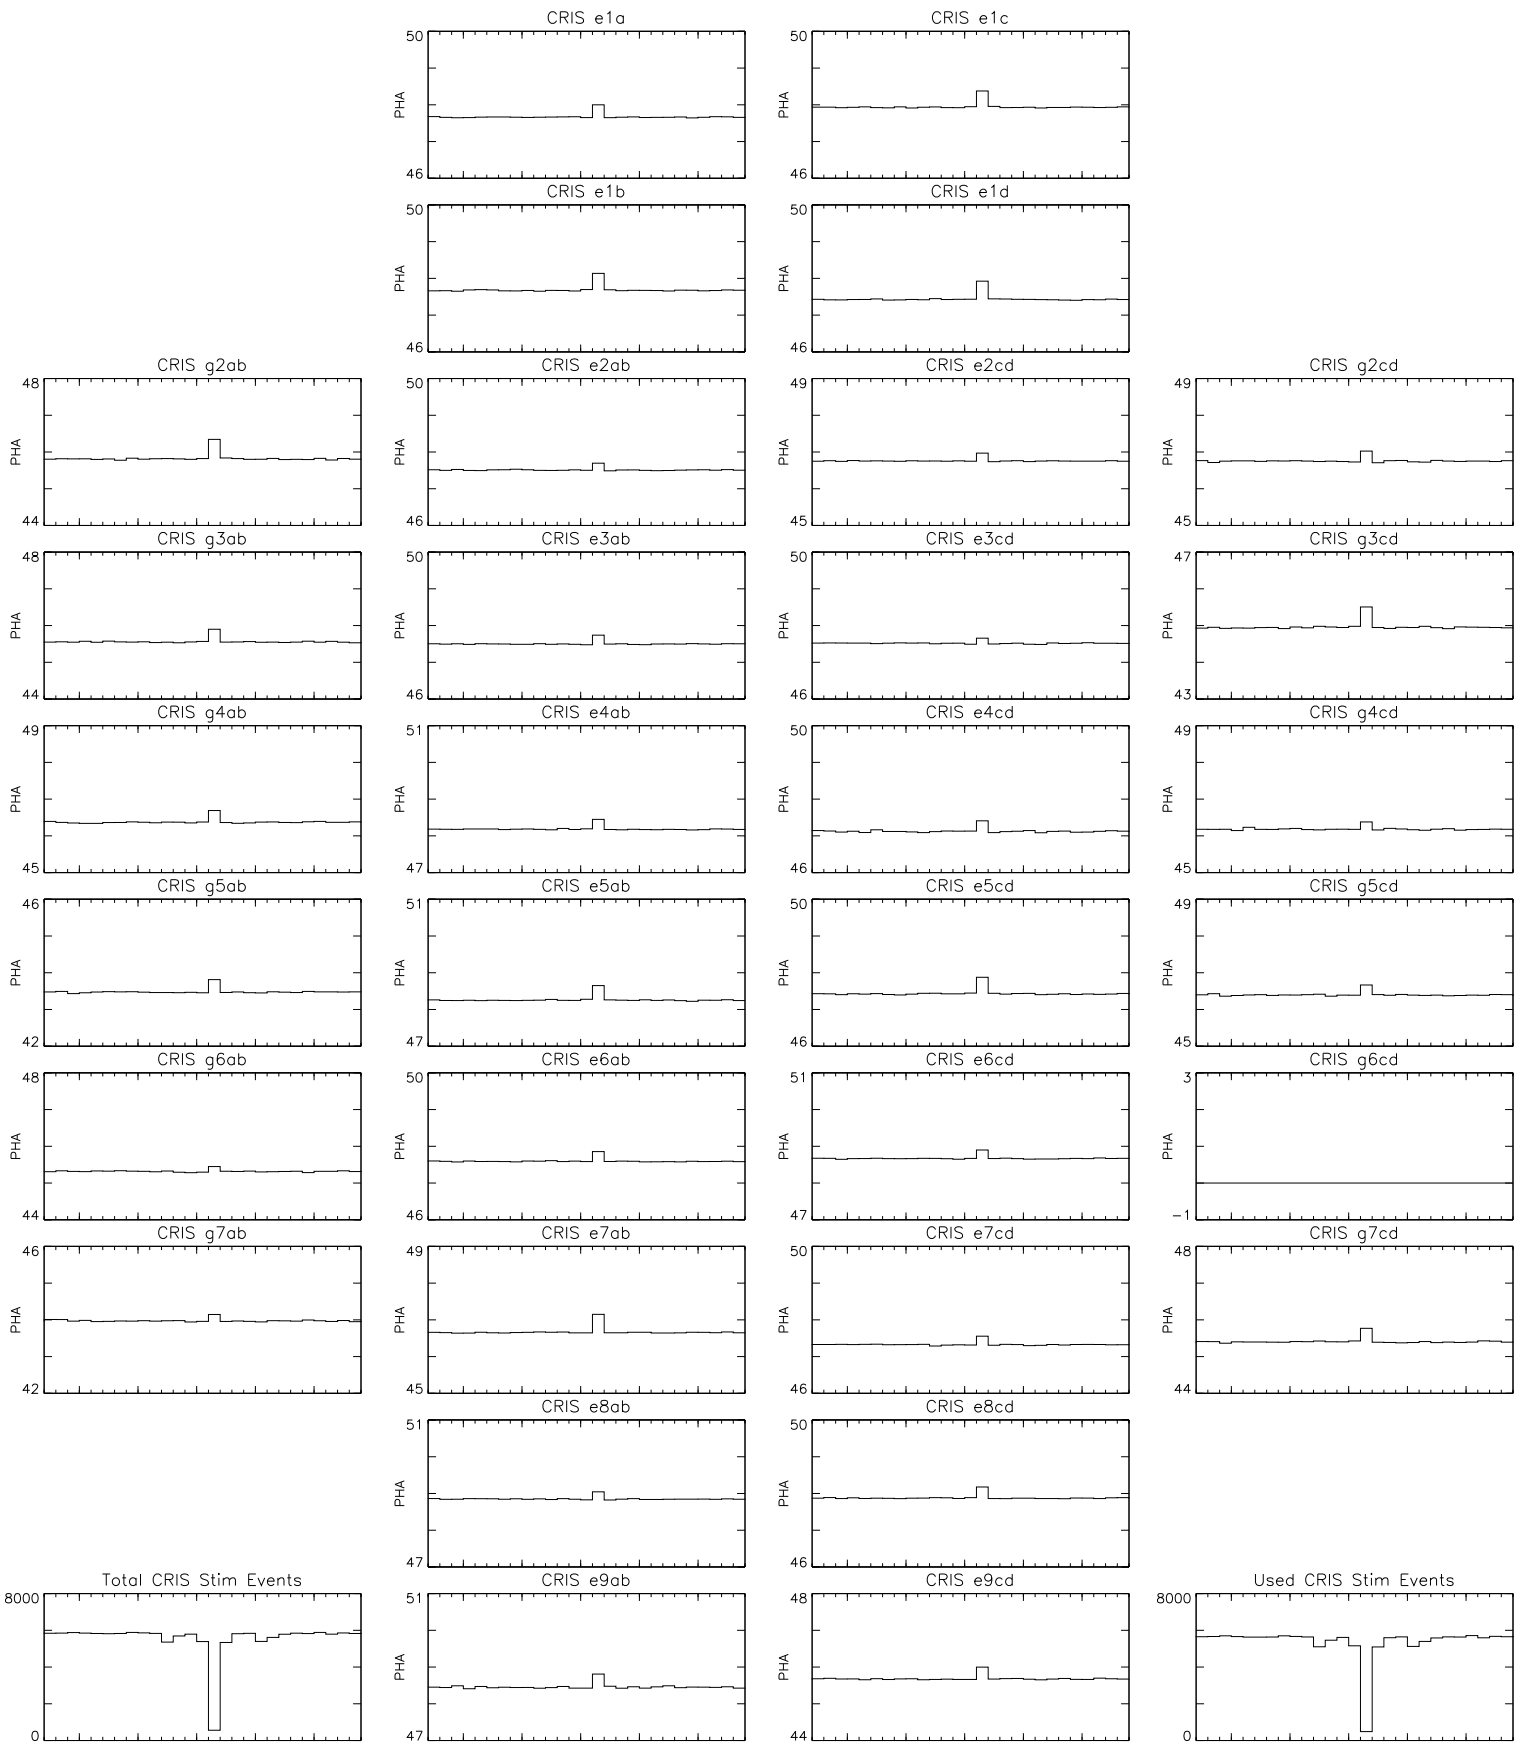 CRIS e1a
CRIS e1c
50
PHA
46
50
PHA
46
CRIS e1b
CRIS e1d
50
PHA
46
50
PHA
46
CRIS g2ab
CRIS e2ab
CRIS e2cd
CRIS g2cd
48
PHA
44
50
PHA
46
49
PHA
45
49
PHA
45
CRIS g3ab
CRIS e3ab
CRIS e3cd
CRIS g3cd
48
PHA
44
50
PHA
46
50
PHA
46
47
PHA
43
CRIS g4ab
CRIS e4ab
CRIS e4cd
CRIS g4cd
49
PHA
45
51
PHA
47
50
PHA
46
49
PHA
45
CRIS g5ab
CRIS e5ab
CRIS e5cd
CRIS g5cd
46
PHA
42
51
PHA
47
50
PHA
46
49
PHA
45
CRIS g6ab
CRIS e6ab
CRIS e6cd
CRIS g6cd
48
PHA
44
50
PHA
46
51
PHA
47
3
PHA
-1
CRIS g7ab
CRIS e7ab
CRIS e7cd
CRIS g7cd
46
PHA
42
49
PHA
45
50
PHA
46
48
PHA
44
CRIS e8ab
CRIS e8cd
51
PHA
47
50
PHA
46
Total CRIS Stim Events
CRIS e9ab
CRIS e9cd
Used CRIS Stim Events
8000
0
51
PHA
47
48
PHA
44
8000
0